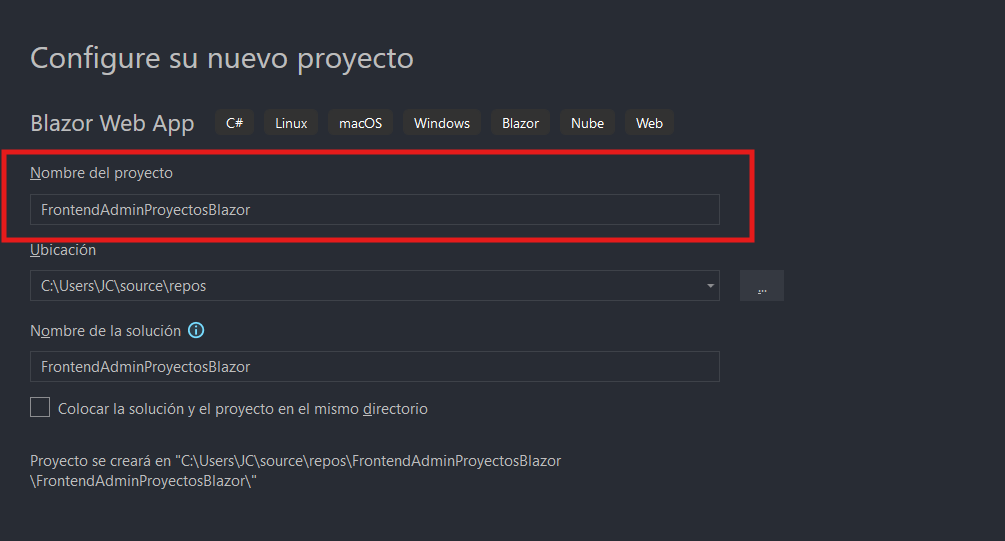 Configure su nuevo proyecto
Blazor Web App C# Linux macOS Windows Blazor Nube Web
Nombre del proyecto
FrontendAdminProyectosBlazor
Ubicación
C:\Users\JC\source\repos
...
Nombre de la solución
FrontendAdminProyectosBlazor
Colocar la solución y el proyecto en el mismo directorio
Proyecto se creará en "C:\Users\JC\source\repos\FrontendAdminProyectosBlazor
\FrontendAdminProyectosBlazor\"